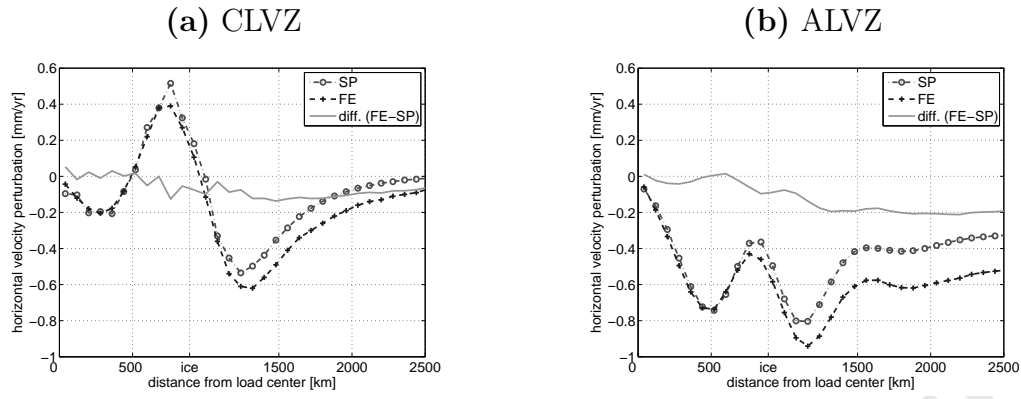 (a) CLVZ
0.6
0.4
0.2
0
−0.2
−0.4
−0.6
−0.8
−1
horizontal velocity perturbation [mm/yr]
SP
FE
diff. (FE−SP)
0 500 ice 1500 2000 2500
distance from load center [km]
(b) ALVZ
0.6
0.4
0.2
0
−0.2
−0.4
−0.6
−0.8
−1
horizontal velocity perturbation [mm/yr]
SP
FE
diff. (FE−SP)
0 500 ice 1500 2000 2500
distance from load center [km]